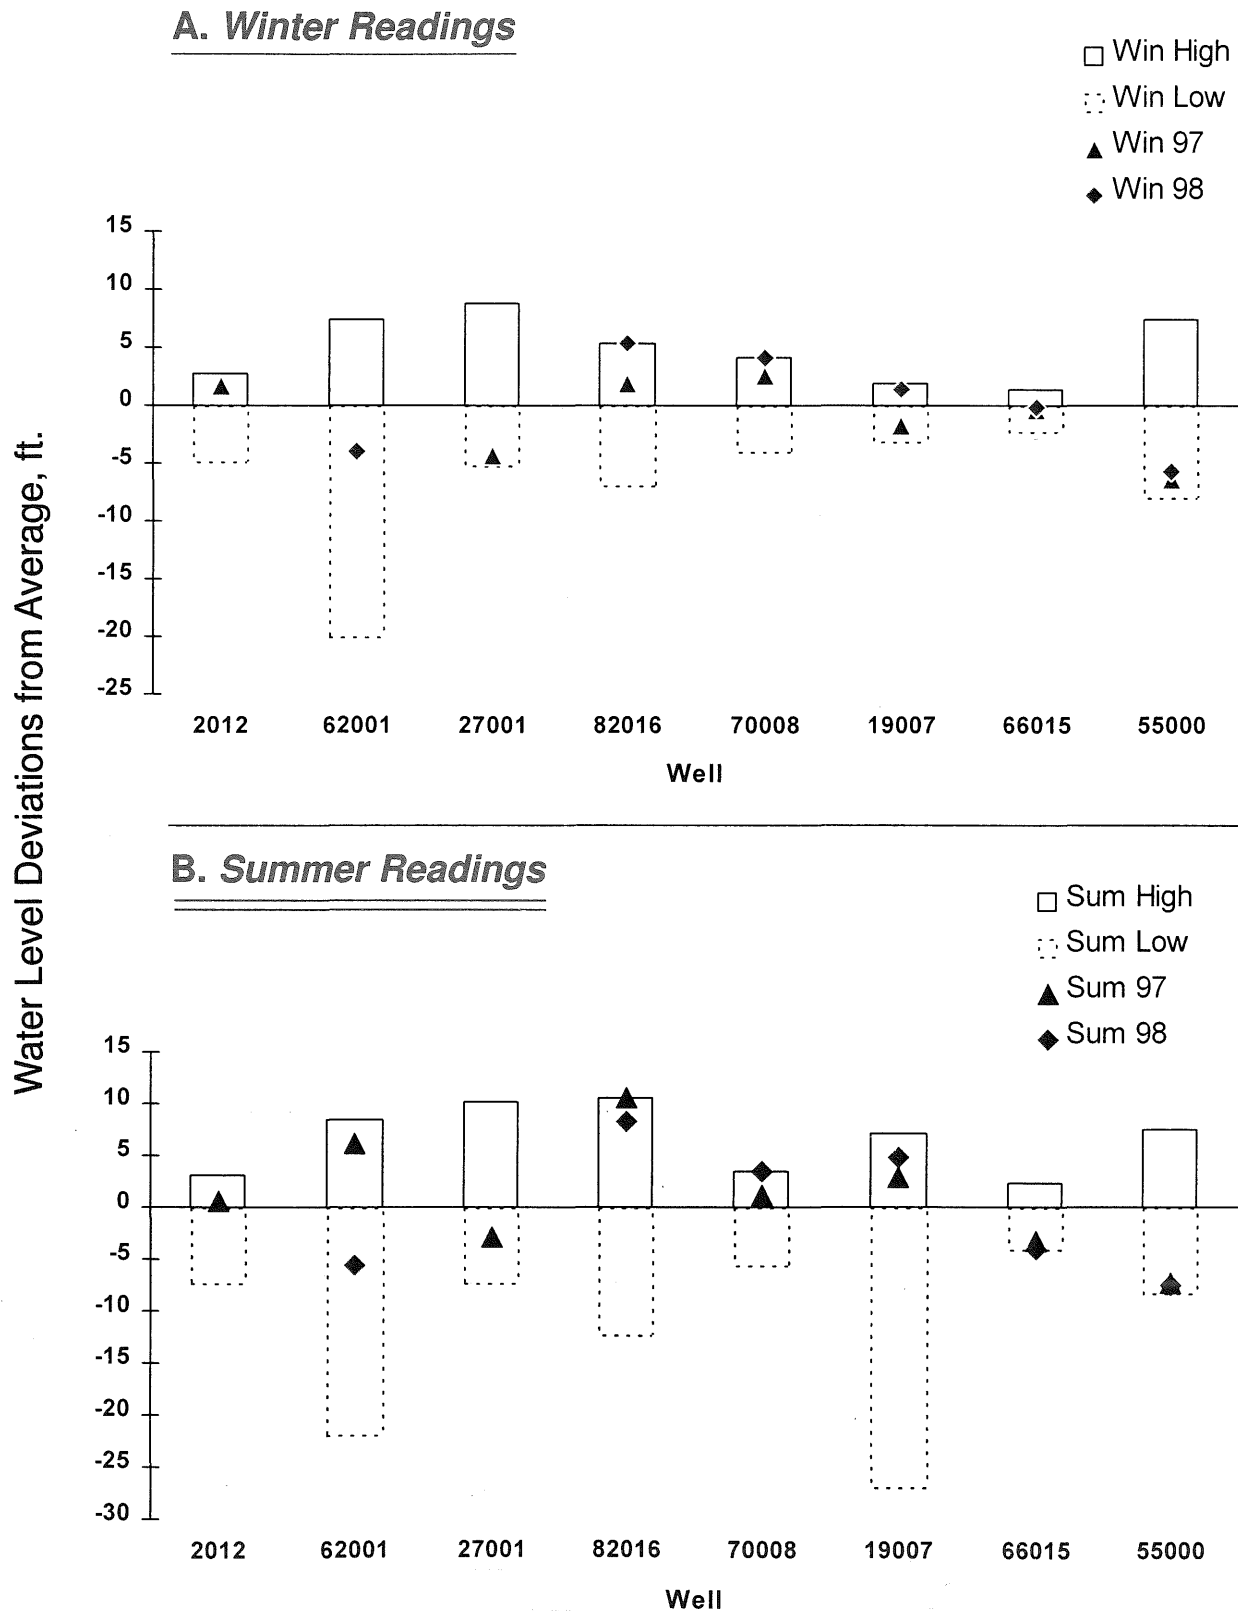 A. Winter Readings
Win High
Win Low
Win 97
Win 98
Water Level Deviations from Average, ft.
15
10
5
0
-5
-10
-15
-20
-25
2012 62001 27001 82016 70008 19007 66015 55000
Well
B. Summer Readings
Sum High
Sum Low
Sum 97
Sum 98
15
10
5
0
-5
-10
-15
-20
-25
-30
2012 62001 27001 82016 70008 19007 66015 55000
Well